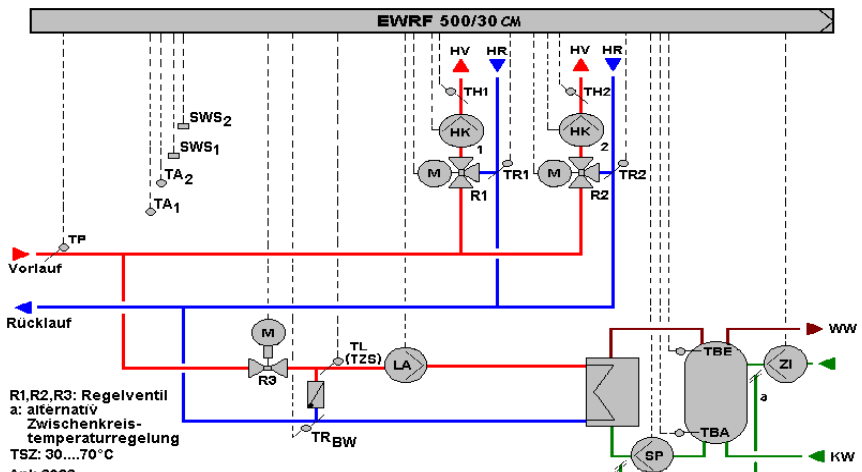 EWRF 500/30 CM
HV HR HV HR
TH1 TH2
SWS2
HK HK
1 2
SWS1
TA2
M TR1 M TR2
R1 R2
TA1
TP
Vorlauf
Rücklauf
WW
M
TL
(TZS)
TBE
LA ZI
R3
R1,R2,R3: Regelventil
a: alternativ
a
Zwischenkreis-
temperaturregelung
TR BW
TBA
TSZ: 30....70°C
SP KW